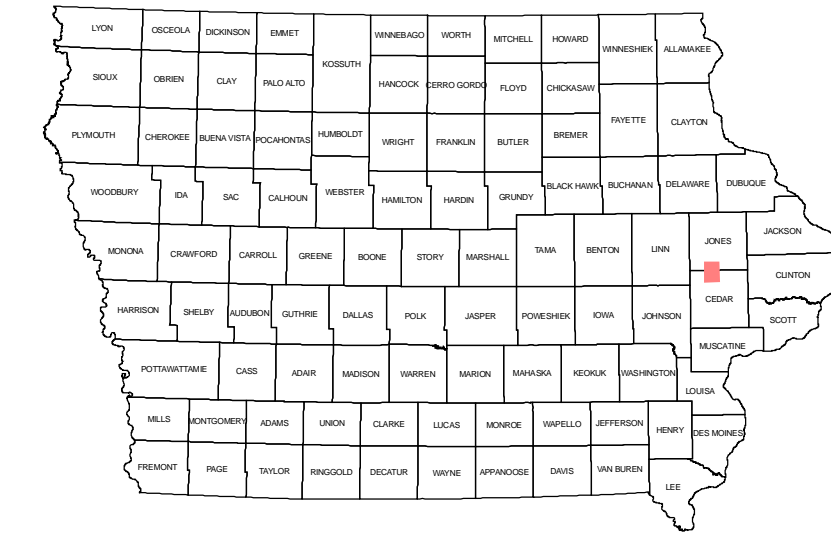 LYON
OSCEOLA
DICKINSON
EMMET
KOSSUTH
WINNEBAGO
WORTH
MITCHELL
HOWARD
WINNESHIEK
ALLAMAKEE
SIOUX
OBRIEN
CLAY
PALO ALTO
HANCOCK
CERRO GORDO
FLOYD
CHICKASAW
PLYMOUTH
CHEROKEE
BUENA VISTA
POCAHONTAS
HUMBOLDT
WRIGHT
FRANKLIN
BUTLER
BREMER
FAYETTE
CLAYTON
WOODBURY
IDA
SAC
CALHOUN
WEBSTER
HAMILTON
HARDIN
GRUNDY
BLACK HAWK
BUCHANAN
DELAWARE
DUBUQUE
MONONA
CRAWFORD
CARROLL
GREENE
BOONE
STORY
MARSHALL
TAMA
BENTON
LINN
JONES
JACKSON
CLINTON
HARRISON
SHELBY
AUDUBON
GUTHRIE
DALLAS
POLK
JASPER
POWESHIEK
IOWA
JOHNSON
CEDAR
SCOTT
MUSCATINE
POTTAWATTAMIE
CASS
ADAIR
MADISON
WARREN
MARION
MAHASKA
KEOKUK
WASHINGTON
LOUISA
MILLS
MONTGOMERY
ADAMS
UNION
CLARKE
LUCAS
MONROE
WAPELLO
JEFFERSON
HENRY
DES MOINES
FREMONT
PAGE
TAYLOR
RINGGOLD
DECATUR
WAYNE
APPANOOSE
DAVIS
VAN BUREN
LEE